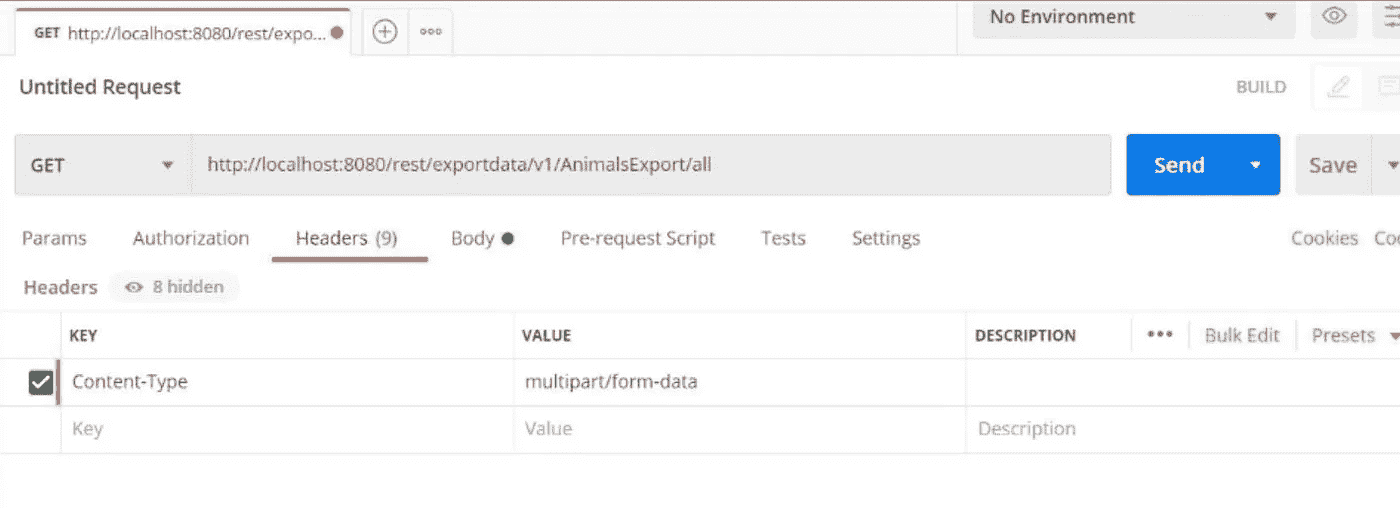 GET http://localhost:8080/rest/expo...
No Environment
Untitled Request
BUILD
GET http://localhost:8080/rest/exportdata/v1/AnimalsExport/all Send Save
Params Authorization Headers (9) Body Pre-request Script Tests Settings Cookies
Headers 8 hidden
KEY VALUE DESCRIPTION ••• Bulk Edit Presets
Content-Type multipart/form-data
Key Value Description